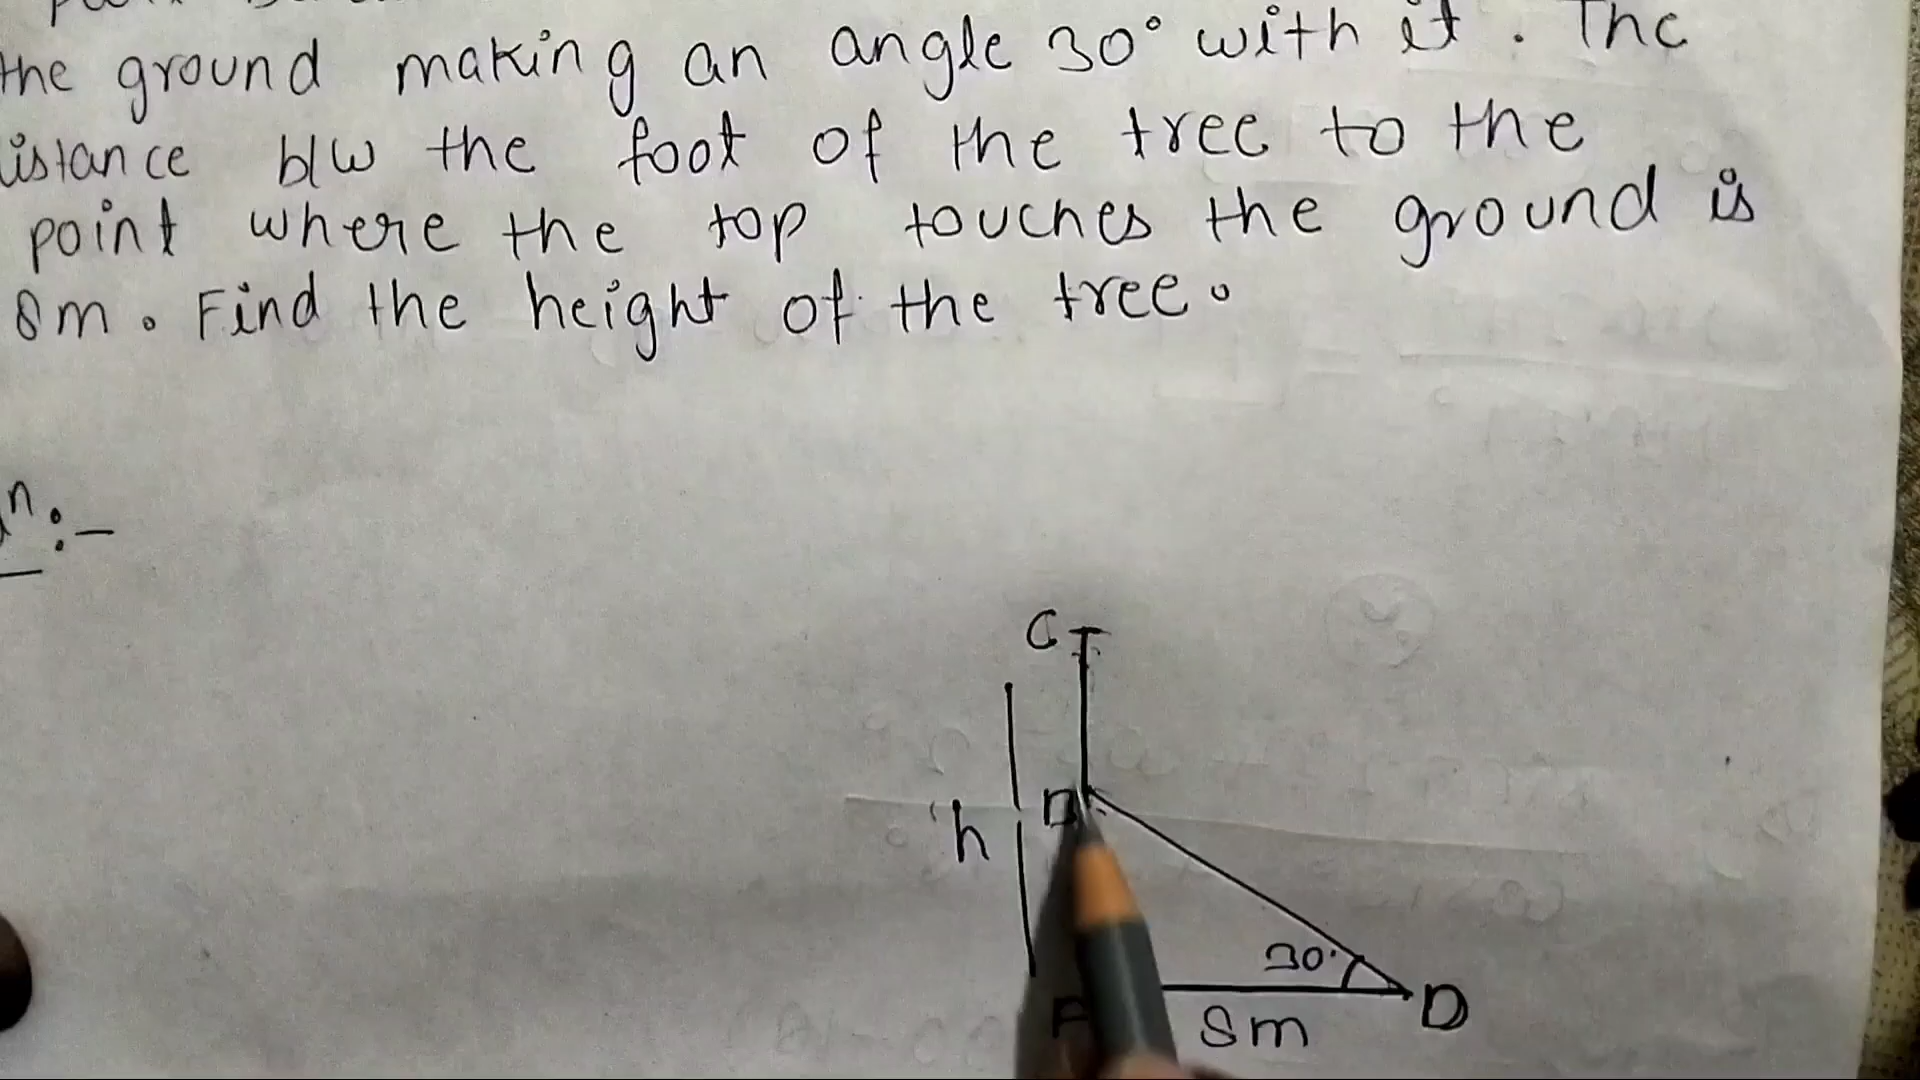 the ground making an angle 30° with it. The
istance b/w the foot of the tree to the
point where the top touches the ground is
8m. Find the height of the tree.
n:-
C
h
B
30°
8m
D